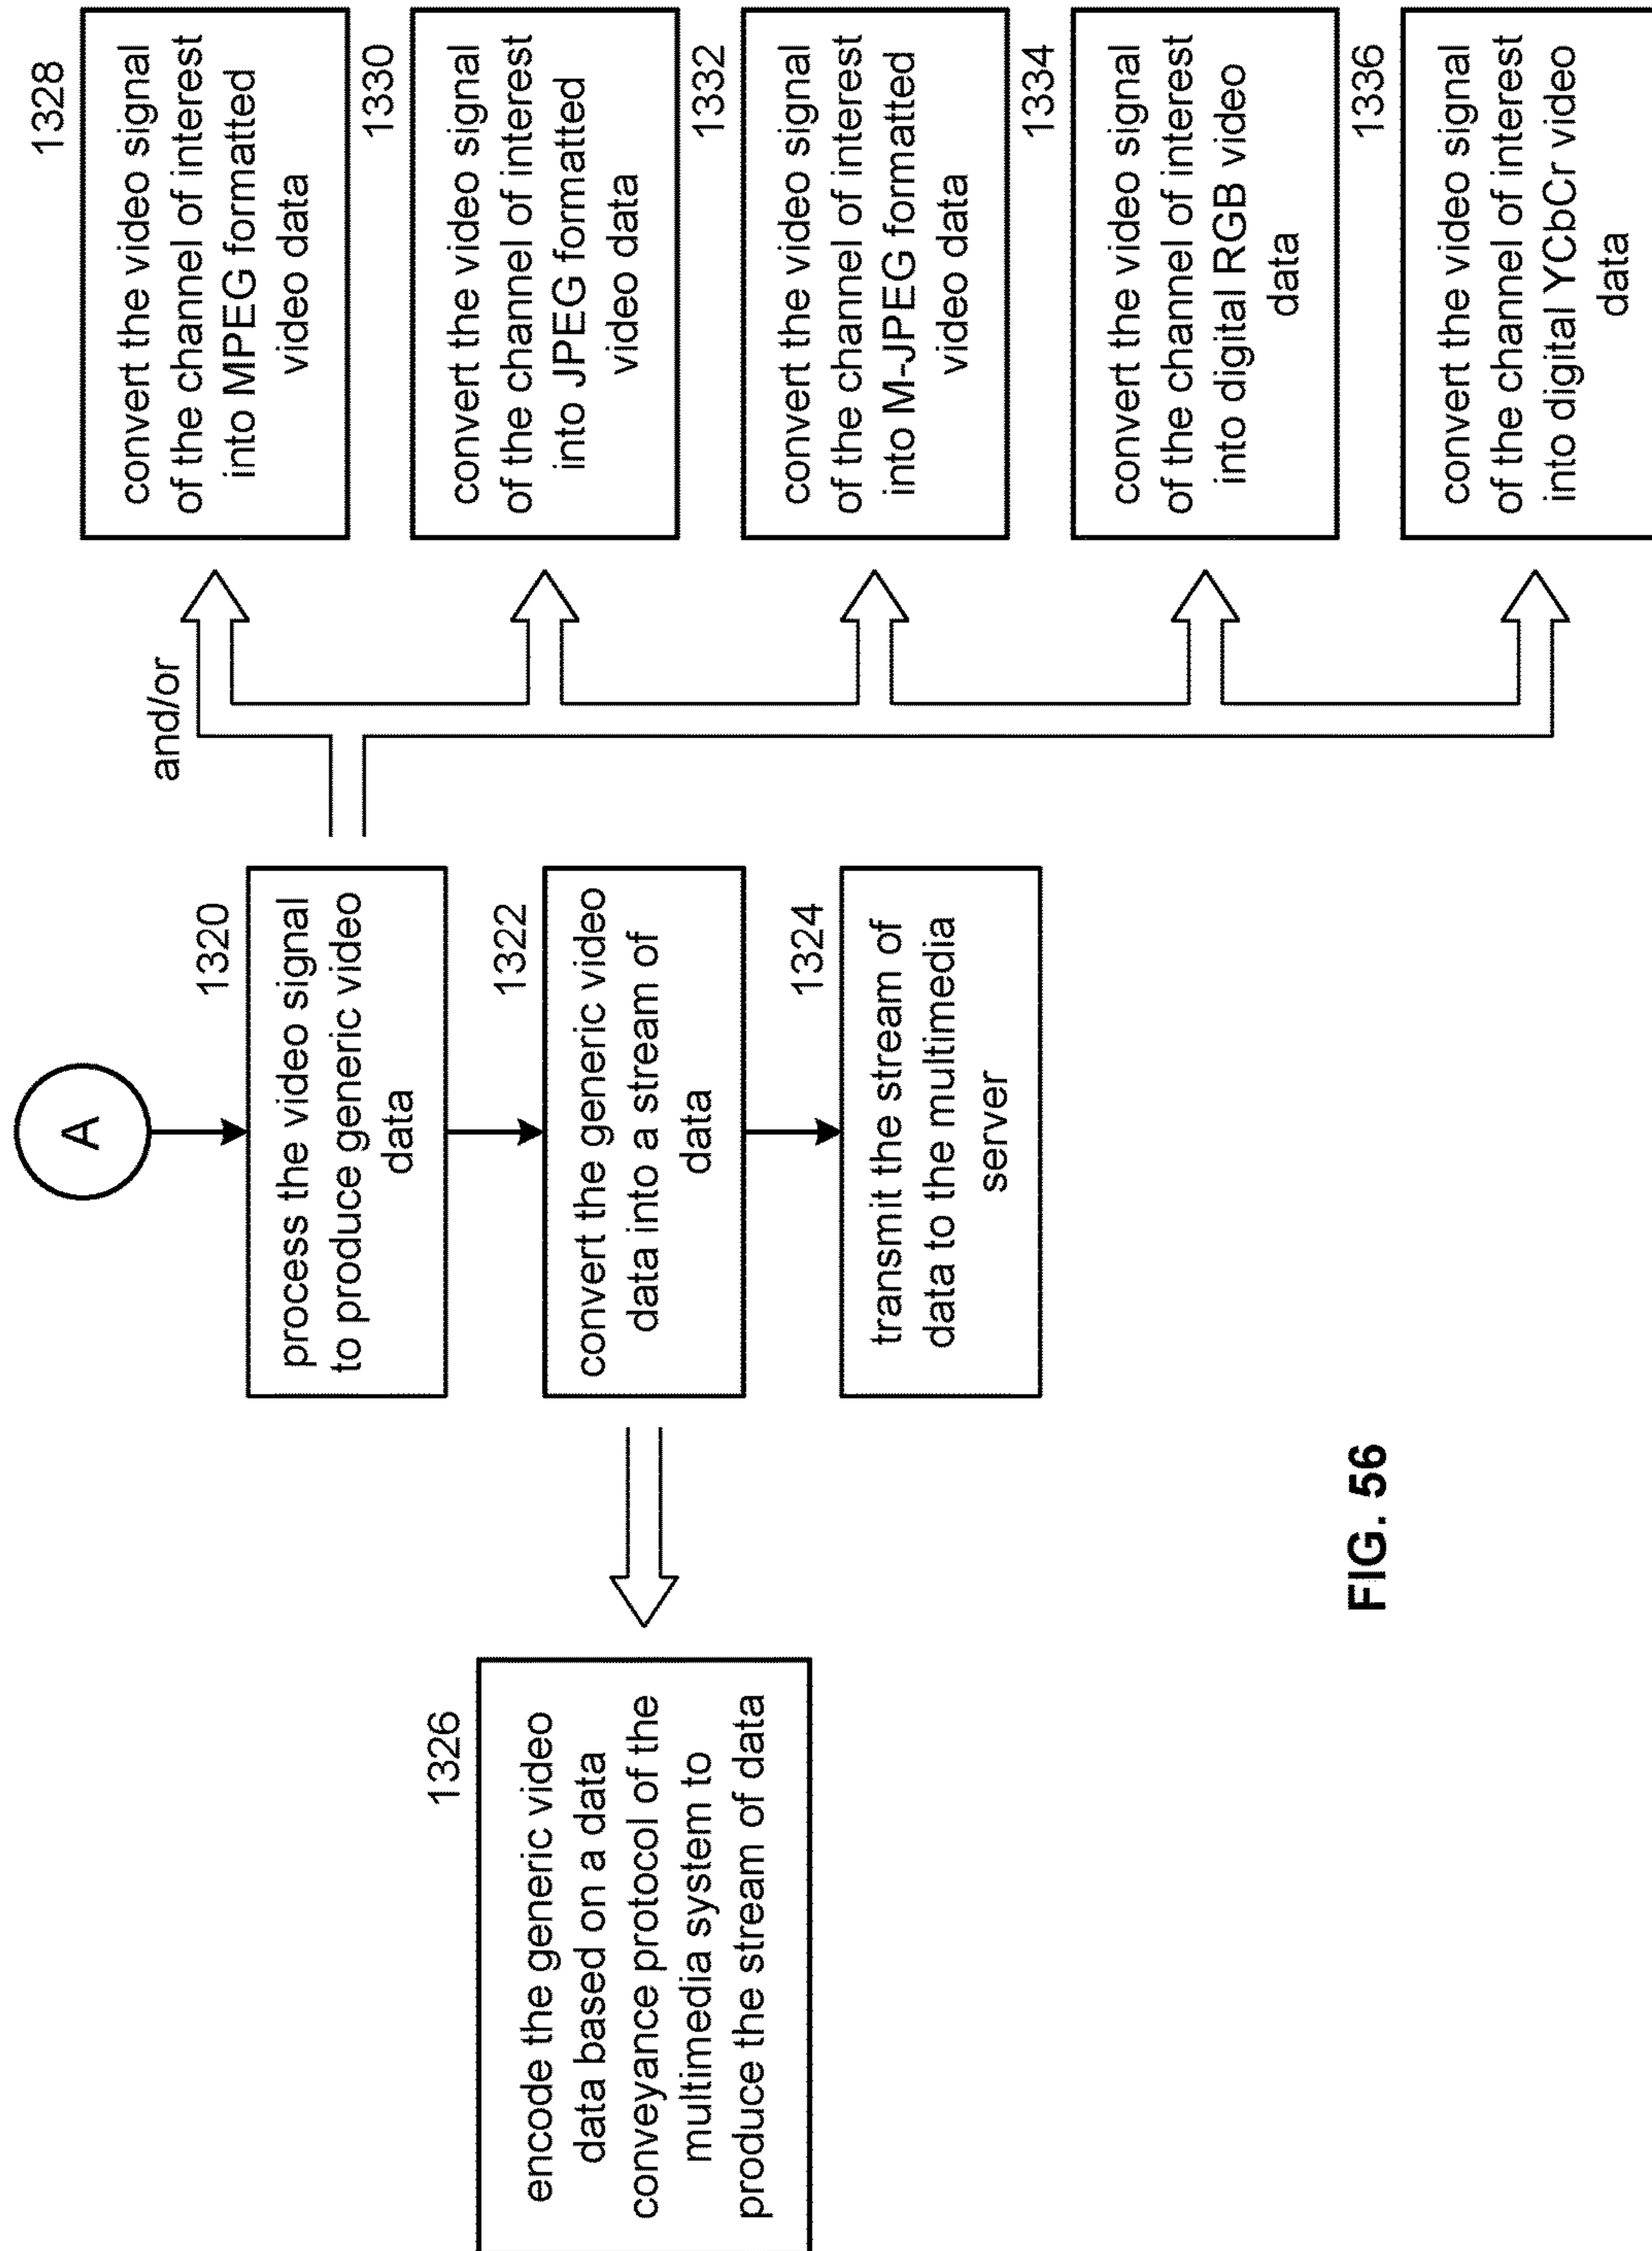 A
1320
process the video signal
to produce generic video
data
1322
convert the generic video
data into a stream of
data
1324
transmit the stream of
data to the multimedia
server
1326
encode the generic video
data based on a data
conveyance protocol of the
multimedia system to
produce the stream of data
and/or
1328
convert the video signal
of the channel of interest
into MPEG formatted
video data
1330
convert the video signal
of the channel of interest
into JPEG formatted
video data
1332
convert the video signal
of the channel of interest
into M-JPEG formatted
video data
1334
convert the video signal
of the channel of interest
into digital RGB video
data
1336
convert the video signal
of the channel of interest
into digital YCbCr video
data
FIG. 56